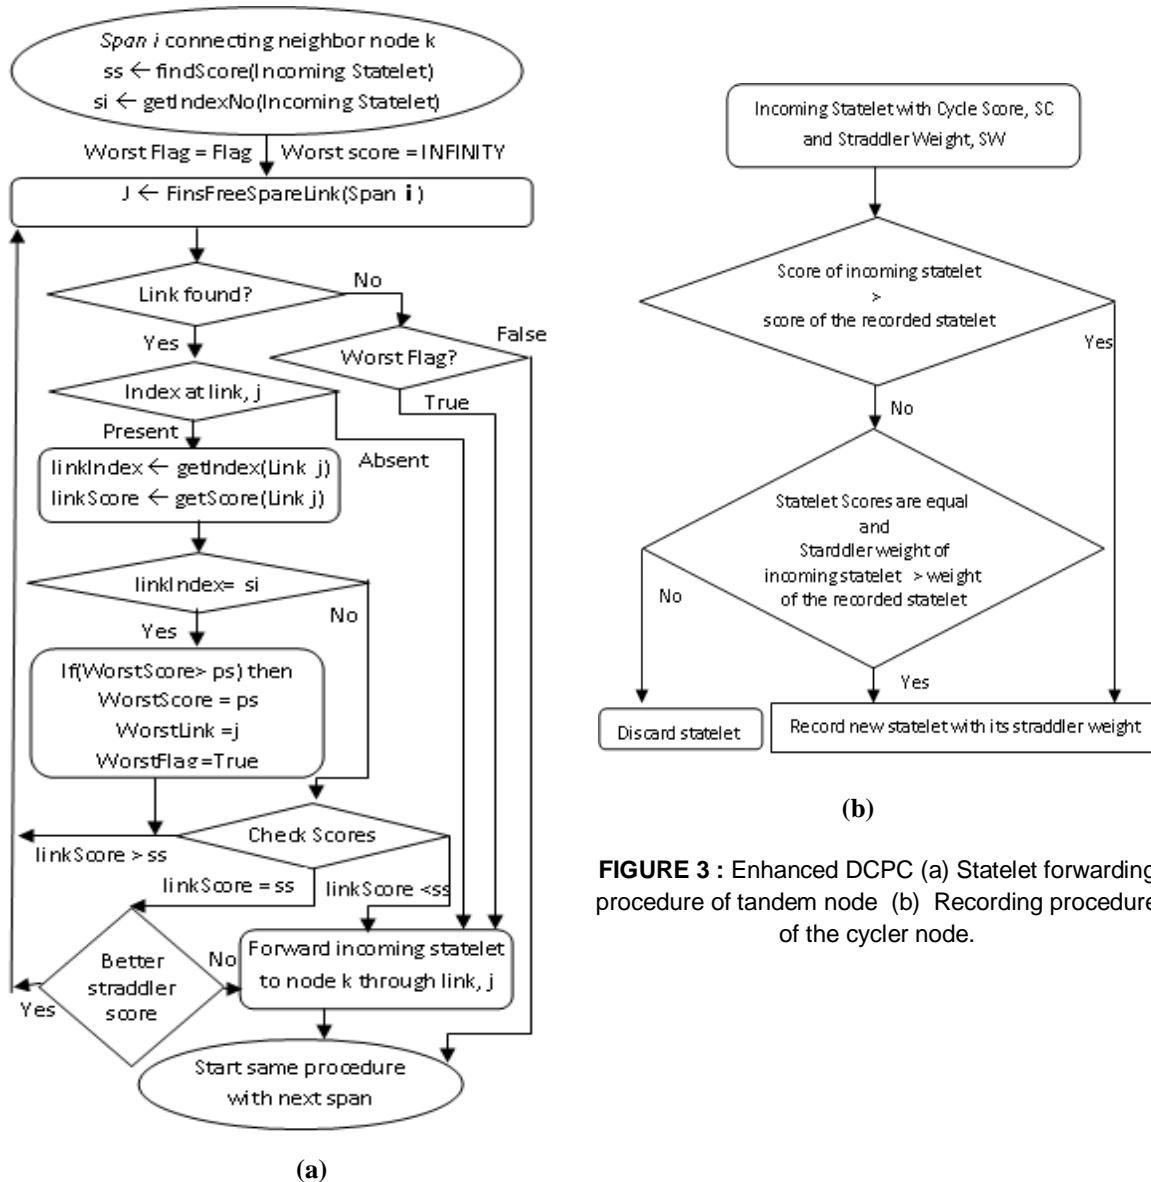 Span i connecting neighbor node k
ss ← findScore(Incoming Statelet)
si ← getIndexNo(Incoming Statelet)
Worst Flag = Flag
Worst score = INFINITY
J ← FinsFreeSpareLink(Span i )
Link found?
No
Yes
Worst Flag?
False
True
Index at link, j
Present
Absent
linkIndex ← getIndex(Link j)
linkScore ← getScore(Link j)
linkIndex= si
No
Yes
If(WorstScore> ps) then
WorstScore = ps
WorstLink =j
WorstFlag=True
Check Scores
linkScore > ss
linkScore = ss
linkScore <ss
Better
straddler
score
No
Yes
Forward incoming statelet
to node k through link, j
Start same procedure
with next span
(a)
Incoming Statelet with Cycle Score, SC
and Straddler Weight, SW
Score of incoming statelet
>
score of the recorded statelet
Yes
No
Statelet Scores are equal
and
Starddler weight of
incoming statelet > weight
of the recorded statelet
No
Yes
Discard statelet
Record new statelet with its straddler weight
(b)
FIGURE 3 : Enhanced DCPC (a) Statelet forwarding
procedure of tandem node (b) Recording procedure
of the cycler node.